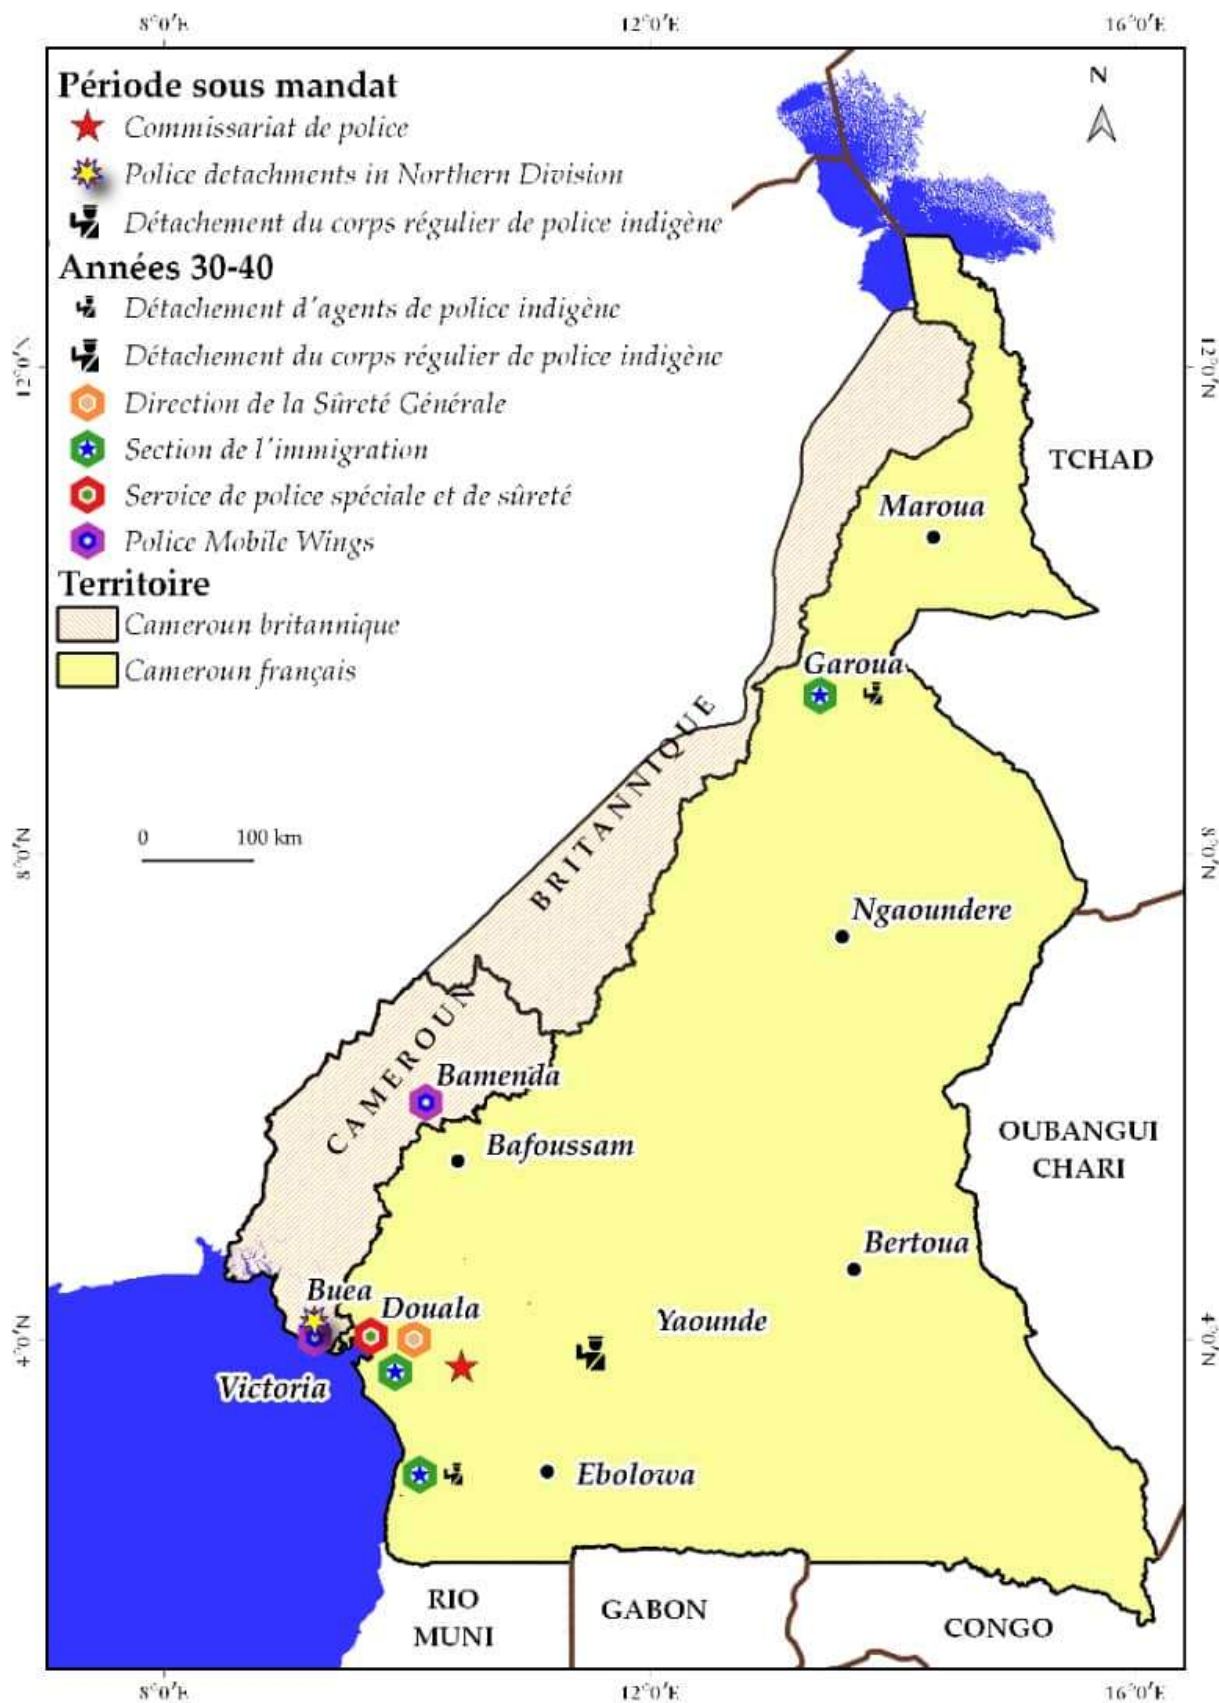 8°0'E 12°0'E 16°0'E
N
Période sous mandat
Commissariat de police
Police detachments in Northern Division
Détachement du corps régulier de police indigène
Années 30-40
Détachement d'agents de police indigène
Détachement du corps régulier de police indigène
Direction de la Sûreté Générale
Section de l'immigration
Service de police spéciale et de sûreté
Police Mobile Wings
Territoire
Cameroun britannique
Cameroun français
12°0'N 12°0'N
TCHAD
Maroua
Garoua
CAMEROUN BRITANNIQUE
0 100 km
8°0'N 8°0'N
Ngaoundere
Bamenda
Bafoussam
OUBANGUI
CHARI
Bertoua
Buea
Douala
Yaounde
4°0'N 4°0'N
Victoria
Ebolowa
RIO
MUNI
GABON
CONGO
8°0'E 12°0'E 16°0'E